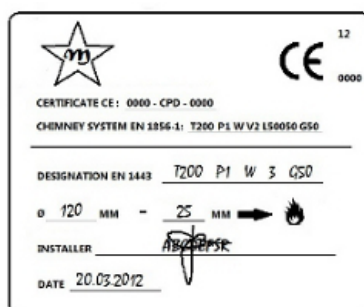 12
m
CE
0000
CERTIFICATE CE: 0000 - CPD - 0000
CHIMNEY SYSTEM EN 1856-1: T200 P1 W V2 L50050 G50
DESIGNATION EN 1443 T200 P1 W 3 G50
Ø 120 MM - 25 MM
INSTALLER
DATE 20.03.2012